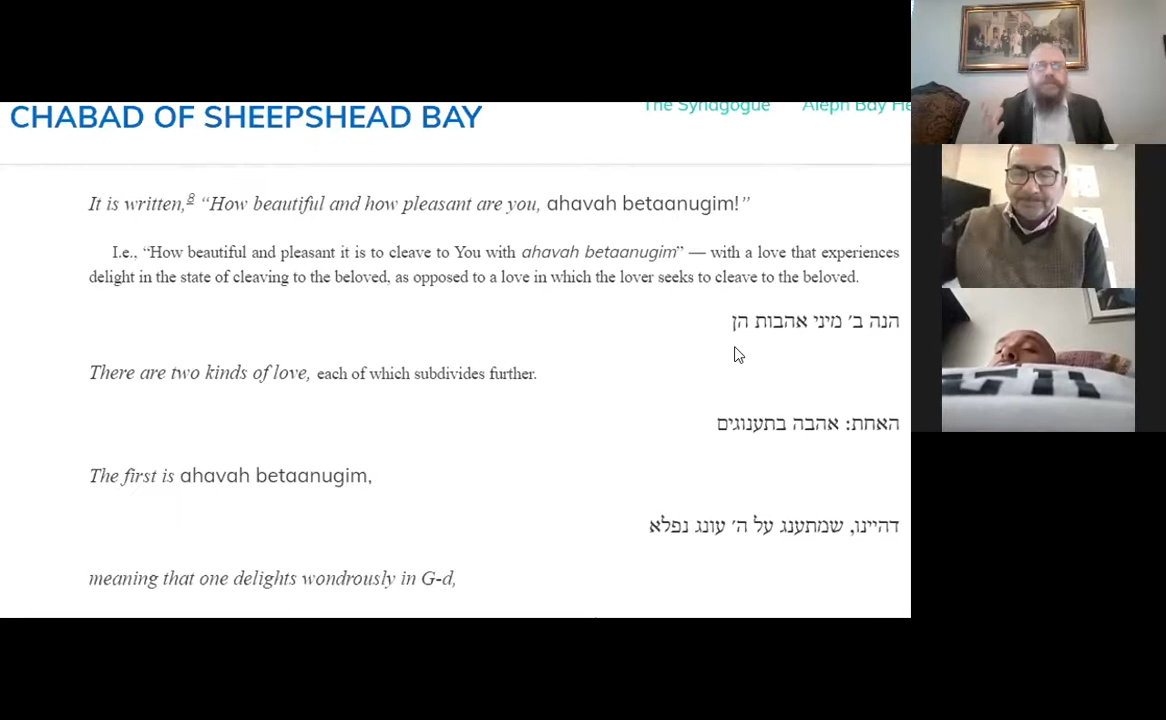 The Synagogue Aleph Bay He
CHABAD OF SHEEPSHEAD BAY
It is written,8 “How beautiful and how pleasant are you, ahavah betaanugim!”
I.e., “How beautiful and pleasant it is to cleave to You with ahavah betaanugim” — with a love that experiences
delight in the state of cleaving to the beloved, as opposed to a love in which the lover seeks to cleave to the beloved.
הנה ב׳ מיני אהבות הן
There are two kinds of love, each of which subdivides further.
האחת: אהבה בתענוגים
The first is ahavah betaanugim,
דהיינו, שמתענג על ה׳ עונג נפלא
meaning that one delights wondrously in G-d,